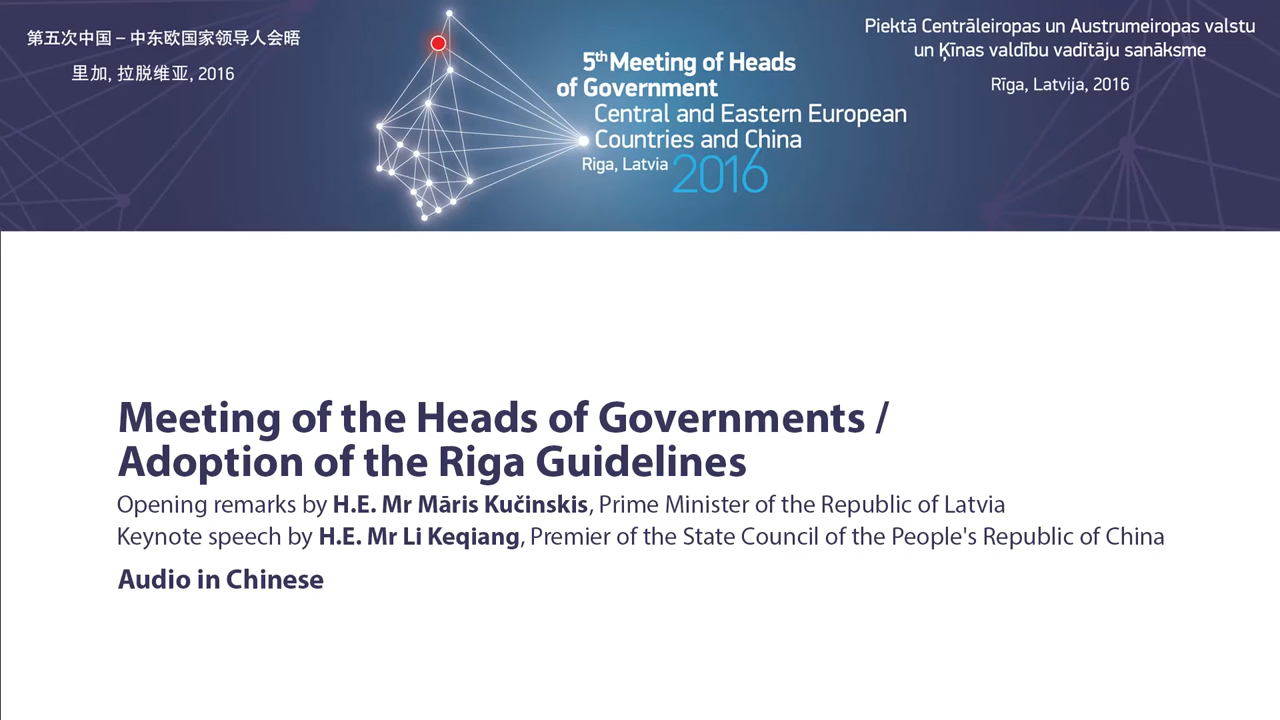 第五次中国 – 中东欧国家领导人会晤
里加, 拉脱维亚, 2016
5th Meeting of Heads
of Government
Central and Eastern European
Countries and China
Riga, Latvia 2016
Piektā Centrāleiropas un Austrumeiropas valstu
un Ķīnas valdību vadītāju sanāksme
Rīga, Latvija, 2016
Meeting of the Heads of Governments /
Adoption of the Riga Guidelines
Opening remarks by H.E. Mr Māris Kučinskis, Prime Minister of the Republic of Latvia
Keynote speech by H.E. Mr Li Keqiang, Premier of the State Council of the People's Republic of China
Audio in Chinese